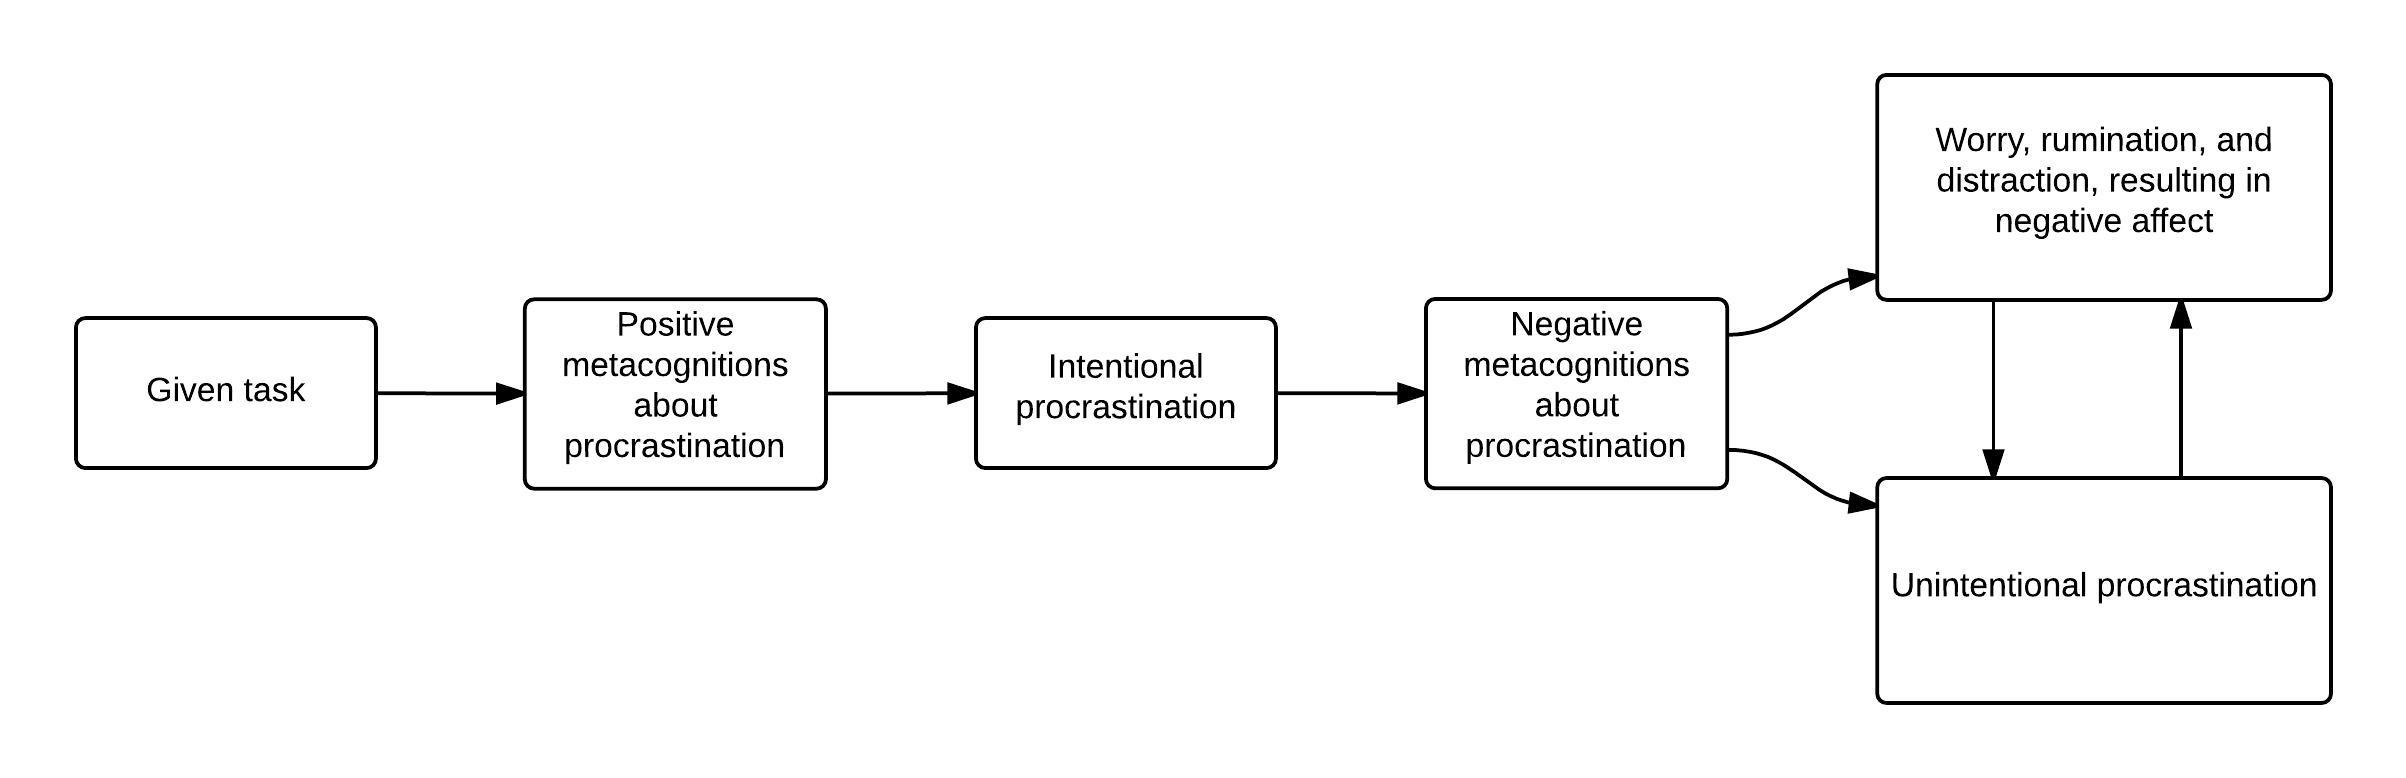 Given task
Positive
metacognitions
about
procrastination
Intentional
procrastination
Negative
metacognitions
about
procrastination
Worry, rumination, and
distraction, resulting in
negative affect
Unintentional procrastination